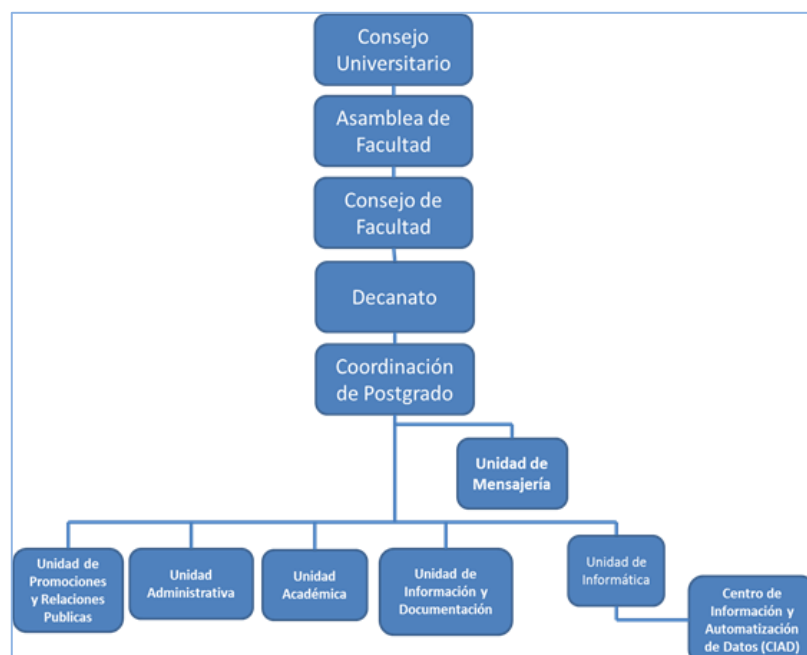 Consejo
Universitario
Asamblea de
Facultad
Consejo de
Facultad
Decanato
Coordinación
de Postgrado
Unidad de
Mensajería
Unidad de
Promociones
y Relaciones
Publicas
Unidad
Administrativa
Unidad
Académica
Unidad de
Información y
Documentación
Unidad de
Informática
Centro de
Información y
Automatización
de Datos (CIAD)